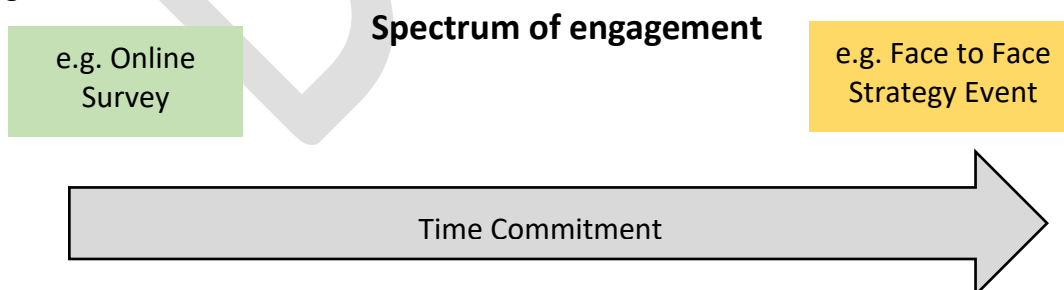 Spectrum of engagement
e.g. Online
Survey
e.g. Face to Face
Strategy Event
Time Commitment